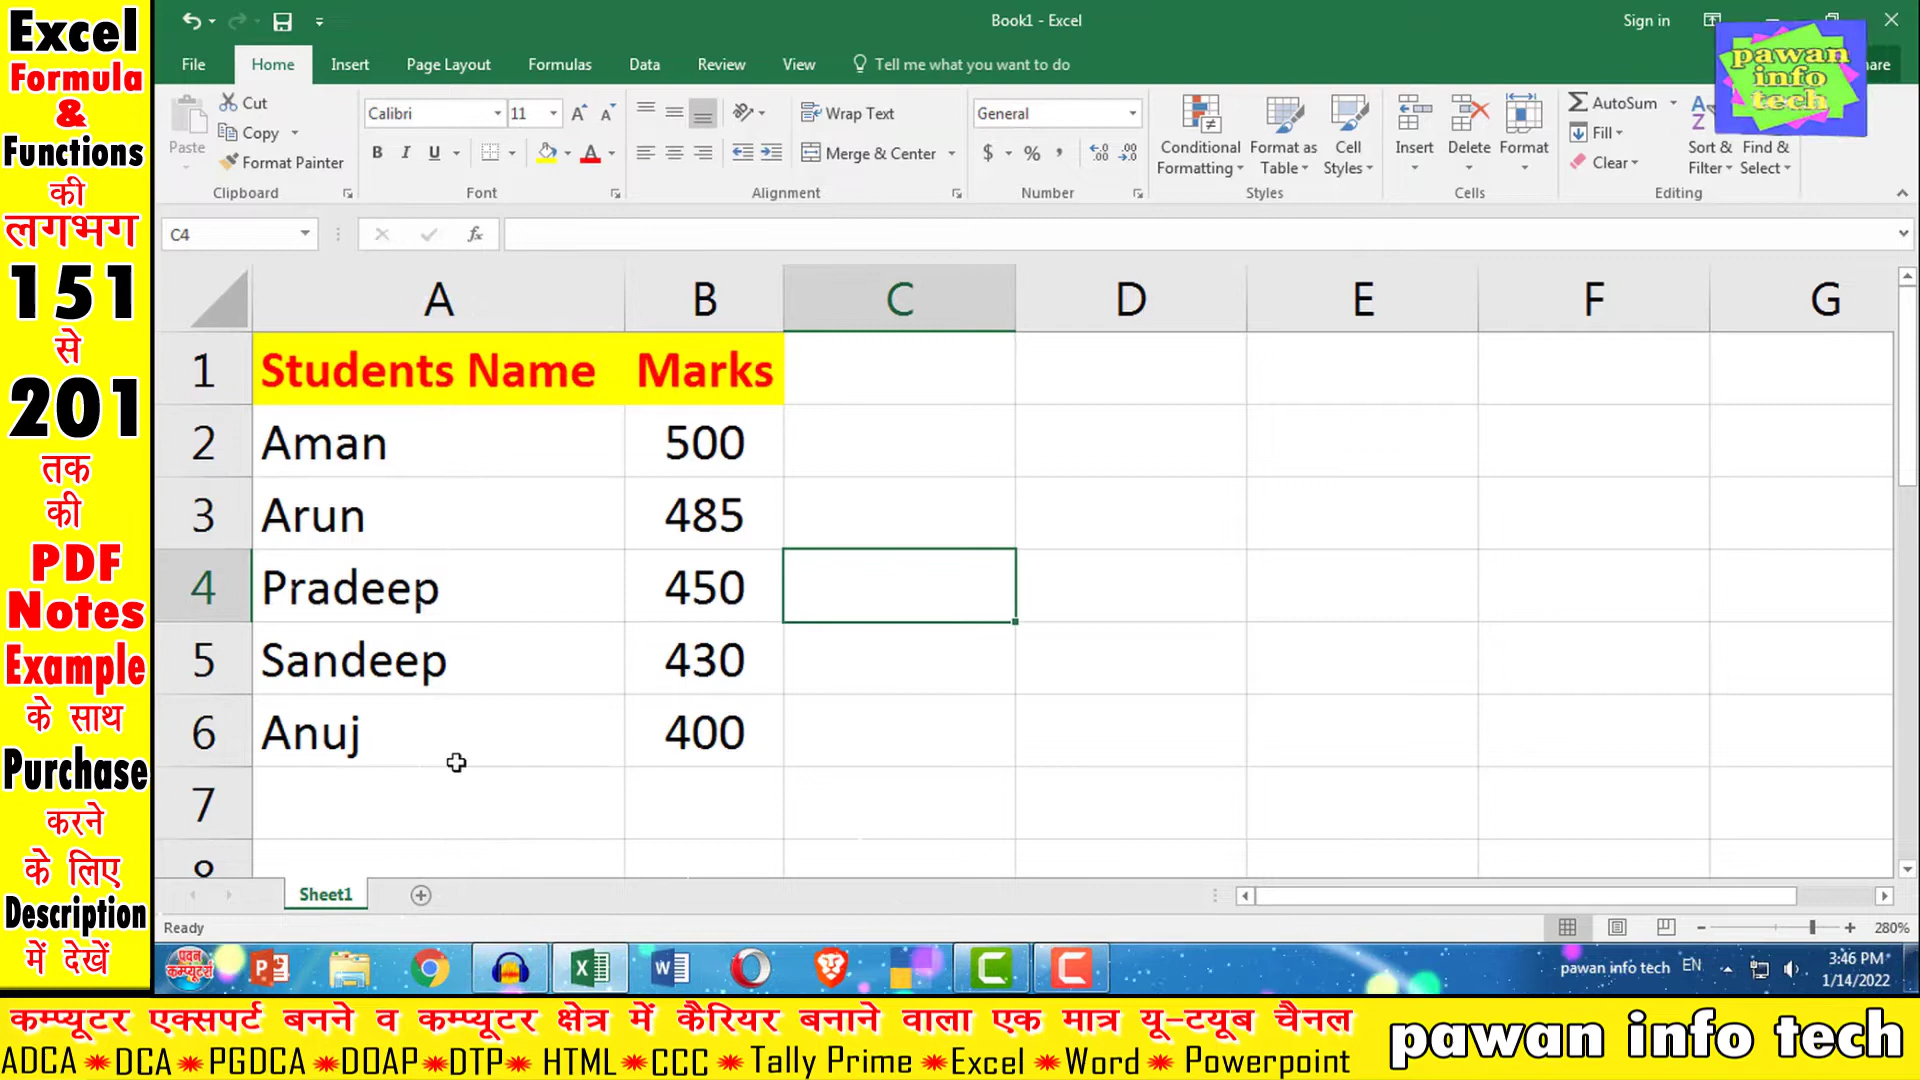 Excel
Formula
&
Functions
की
लगभग
151
से
201
तक
की
PDF
Notes
Example
के साथ
Purchase
करने
के लिए
Description
में देखें
Book1 - Excel
Sign in
pawan
info
tech
File Home Insert Page Layout Formulas Data Review View Tell me what you want to do
Paste
Cut
Copy
Format Painter
Clipboard
Calibri 11
B I U
Font
Wrap Text
Merge & Center
Alignment
General
$ %
Number
Conditional Formatting
Format as Table
Cell Styles
Styles
Insert Delete Format
Cells
AutoSum
Fill
Clear
Sort & Filter
Find & Select
Editing
C4
fx
A B C D E F G
1 Students Name Marks
2 Aman 500
3 Arun 485
4 Pradeep 450
5 Sandeep 430
6 Anuj 400
7
8
Sheet1
Ready
280%
पवन
कम्प्यूटर्स
pawan info tech EN
3:46 PM
1/14/2022
कम्प्यूटर एक्सपर्ट बनने व कम्प्यूटर क्षेत्र में कैरियर बनाने वाला एक मात्र यू-टयूब चैनल
ADCA DCA PGDCA DOAP DTP HTML CCC Tally Prime Excel Word Powerpoint
pawan info tech